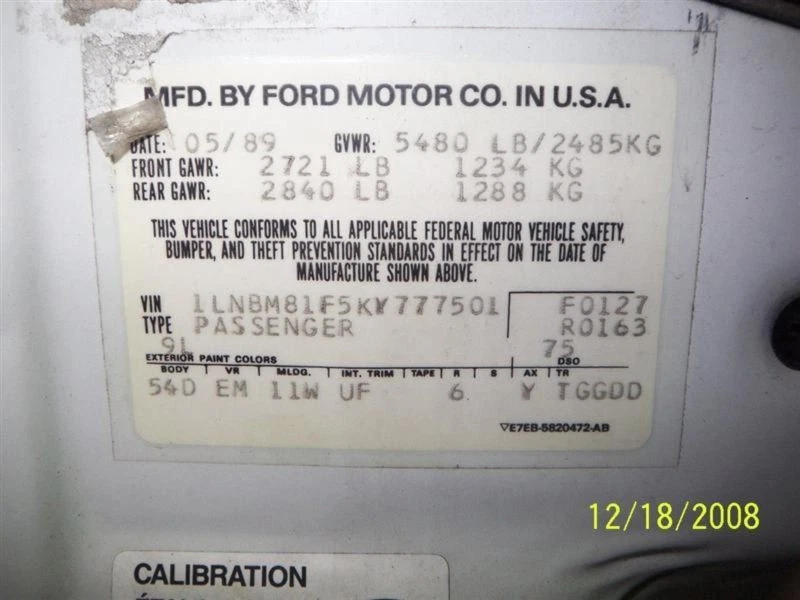 MFD. BY FORD MOTOR CO. IN U.S.A.
DATE: 05/89 GVWR: 5480 LB/2485KG
FRONT GAWR: 2721 LB 1234 KG
REAR GAWR: 2840 LB 1288 KG
THIS VEHICLE CONFORMS TO ALL APPLICABLE FEDERAL MOTOR VEHICLE SAFETY,
BUMPER, AND THEFT PREVENTION STANDARDS IN EFFECT ON THE DATE OF
MANUFACTURE SHOWN ABOVE.
VIN 1LNBM81F5KY777501 F0127
TYPE PASSENGER R0163
9L 75
EXTERIOR PAINT COLORS DSO
BODY VR MLDG. INT. TRIM TAPE R S AX TR
54D EM 11W UF 6 Y TGGDD
E7EB-5820472-AB
12/18/2008
CALIBRATION